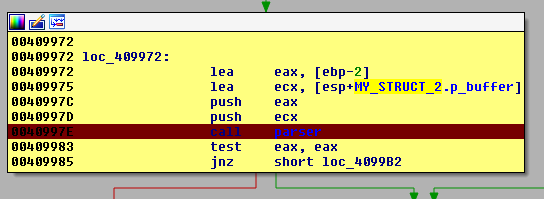 00409972
00409972 loc_409972:
00409972 lea eax, [ebp-2]
00409975 lea ecx, [esp+MY_STRUCT_2.p_buffer]
0040997C push eax
0040997D push ecx
0040997E call parser
00409983 test eax, eax
00409985 jnz short loc_4099B2